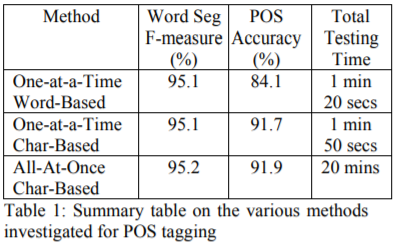 Method Word Seg POS Total
F-measure Accuracy Testing
(%) (%) Time
One-at-a-Time 95.1 84.1 1 min
Word-Based 20 secs
One-at-a-Time 95.1 91.7 1 min
Char-Based 50 secs
All-At-Once 95.2 91.9 20 mins
Char-Based
Table 1: Summary table on the various methods
investigated for POS tagging